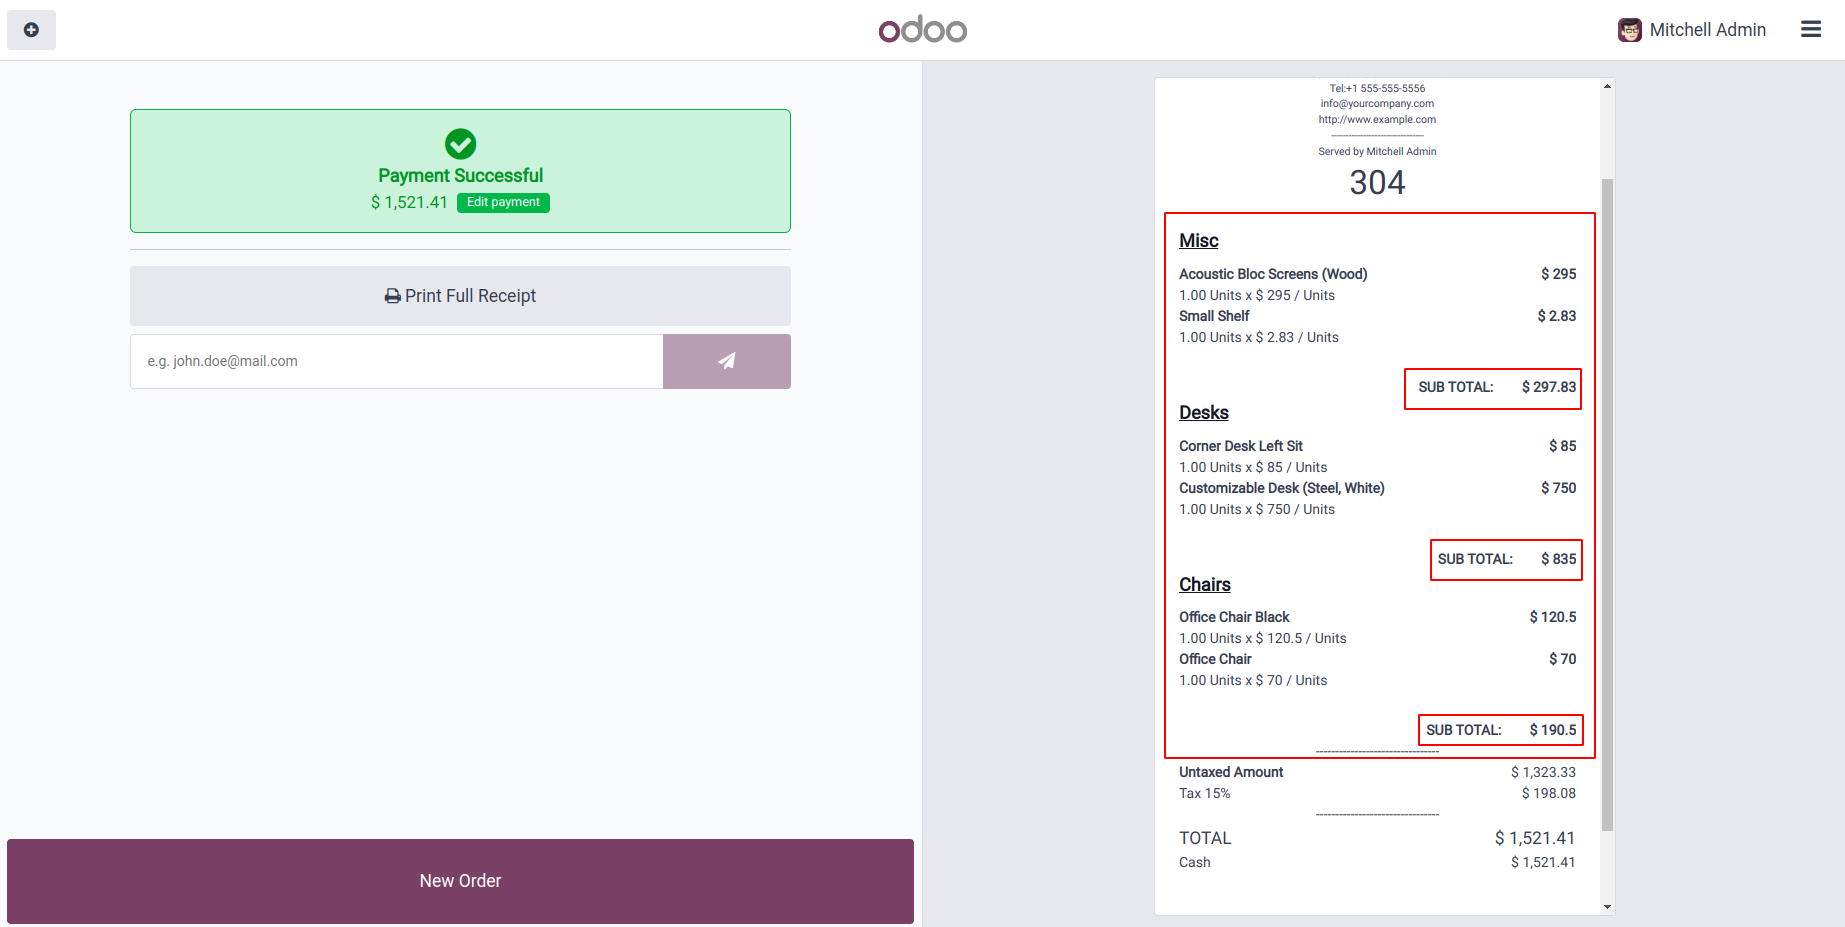 odoo
Mitchell Admin
Payment Successful
$ 1,521.41 Edit payment
Print Full Receipt
e.g. john.doe@mail.com
New Order
Tel:+1 555-555-5556
info@yourcompany.com
http://www.example.com
--------------------------------
Served by Mitchell Admin
304
Misc
Acoustic Bloc Screens (Wood) $ 295
1.00 Units x $ 295 / Units
Small Shelf $ 2.83
1.00 Units x $ 2.83 / Units
SUB TOTAL: $ 297.83
Desks
Corner Desk Left Sit $ 85
1.00 Units x $ 85 / Units
Customizable Desk (Steel, White) $ 750
1.00 Units x $ 750 / Units
SUB TOTAL: $ 835
Chairs
Office Chair Black $ 120.5
1.00 Units x $ 120.5 / Units
Office Chair $ 70
1.00 Units x $ 70 / Units
SUB TOTAL: $ 190.5
--------------------------------
Untaxed Amount $ 1,323.33
Tax 15% $ 198.08
--------------------------------
TOTAL $ 1,521.41
Cash $ 1,521.41